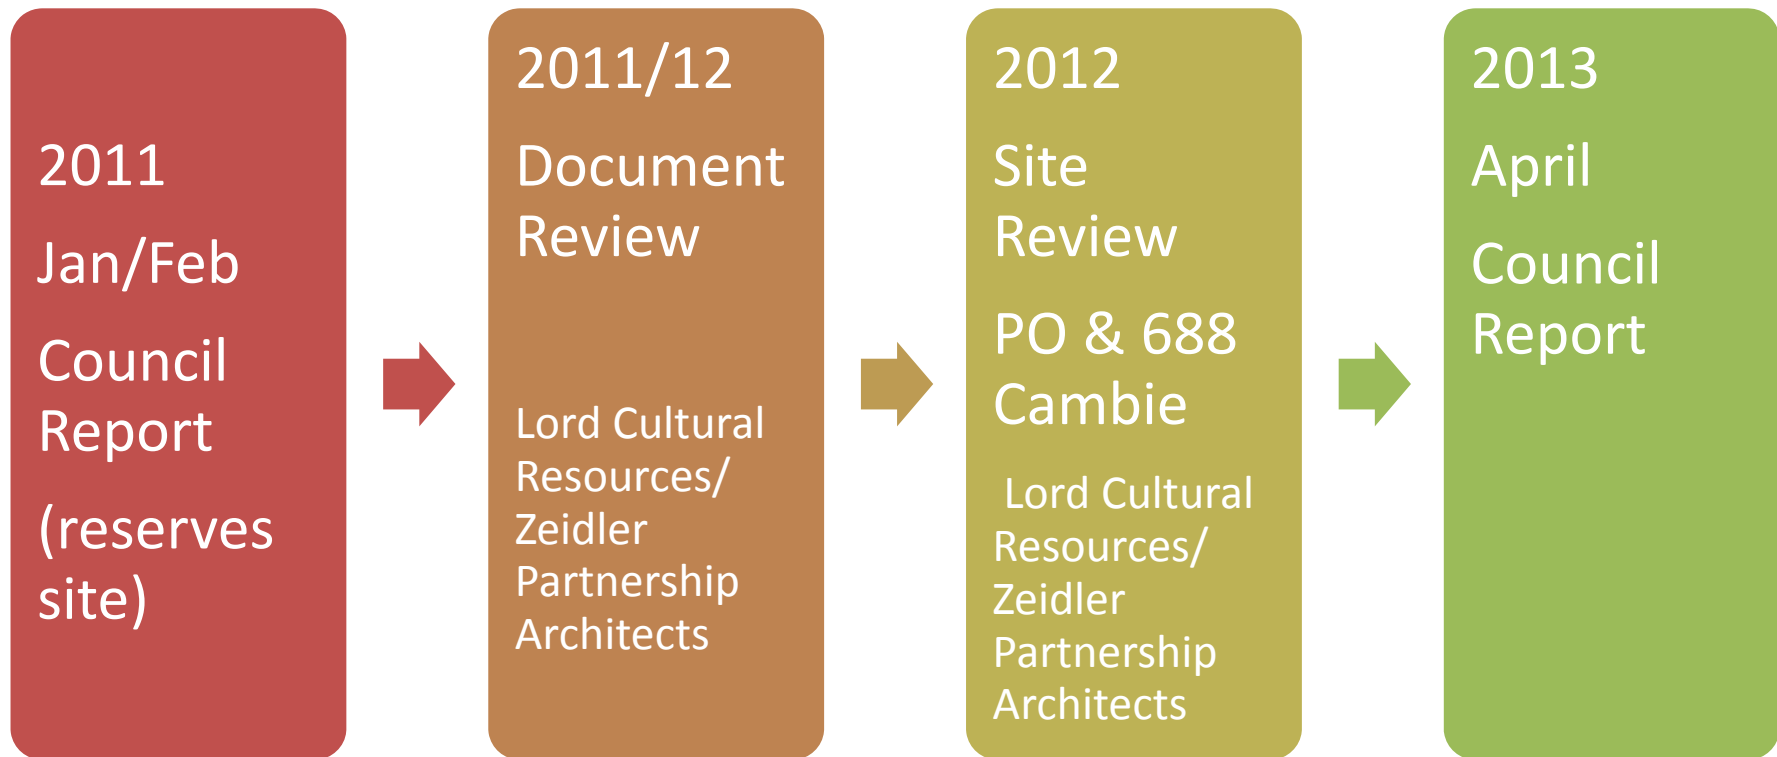 2011
Jan/Feb
Council
Report
(reserves
site)
2011/12
Document
Review
Lord Cultural
Resources/
Zeidler
Partnership
Architects
2012
Site
Review
PO & 688
Cambie
Lord Cultural
Resources/
Zeidler
Partnership
Architects
2013
April
Council
Report